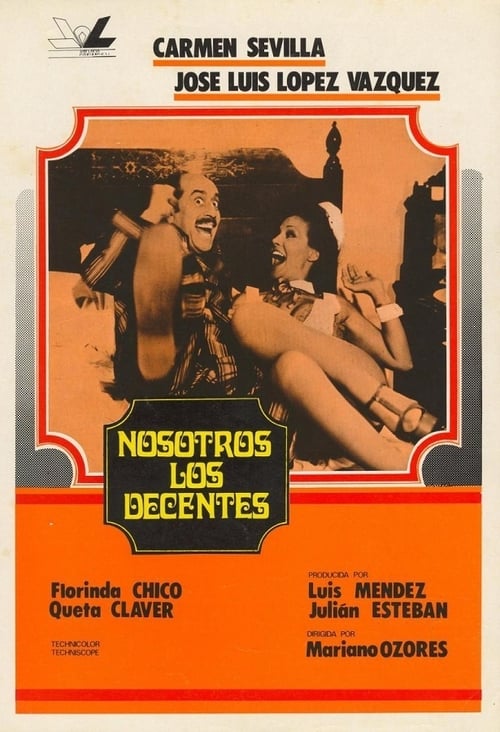 CARMEN SEVILLA
JOSE LUIS LOPEZ VAZQUEZ
NOSOTROS
LOS
DECENTES
Florinda CHICO
Queta CLAVER
TECHNICOLOR
TECHNISCOPE
PRODUCIDA POR
Luis MENDEZ
Julián ESTEBAN
DIRIGIDA POR
Mariano OZORES